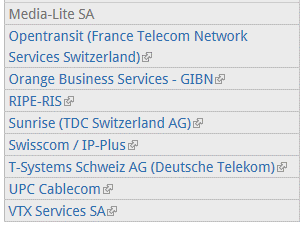 Media-Lite SA
Opentransit (France Telecom Network
Services Switzerland)
Orange Business Services - GIBN
RIPE-RIS
Sunrise (TDC Switzerland AG)
Swisscom / IP-Plus
T-Systems Schweiz AG (Deutsche Telekom)
UPC Cablecom
VTX Services SA